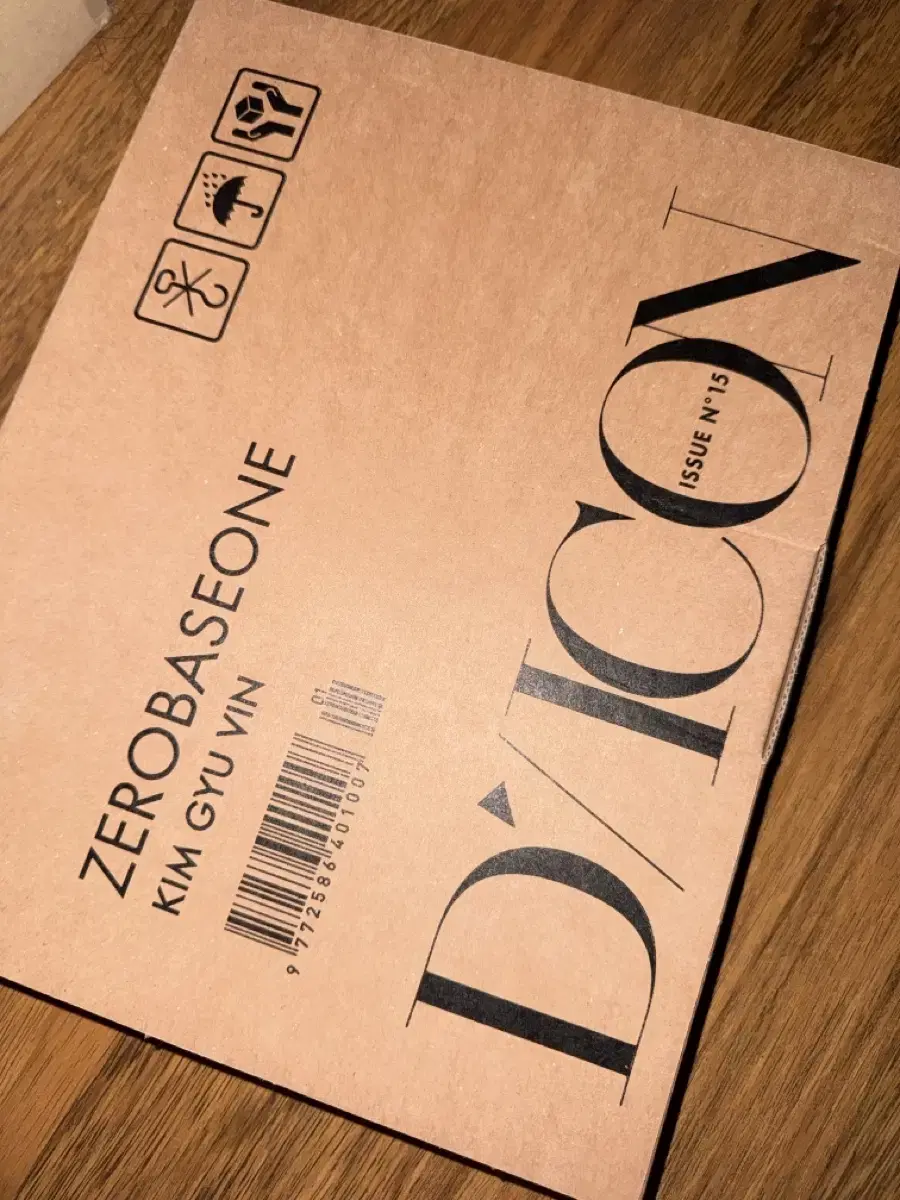 ZEROBASEONE
KIM GYU VIN
01
9 772586 401007
D/ICON
ISSUE N°15